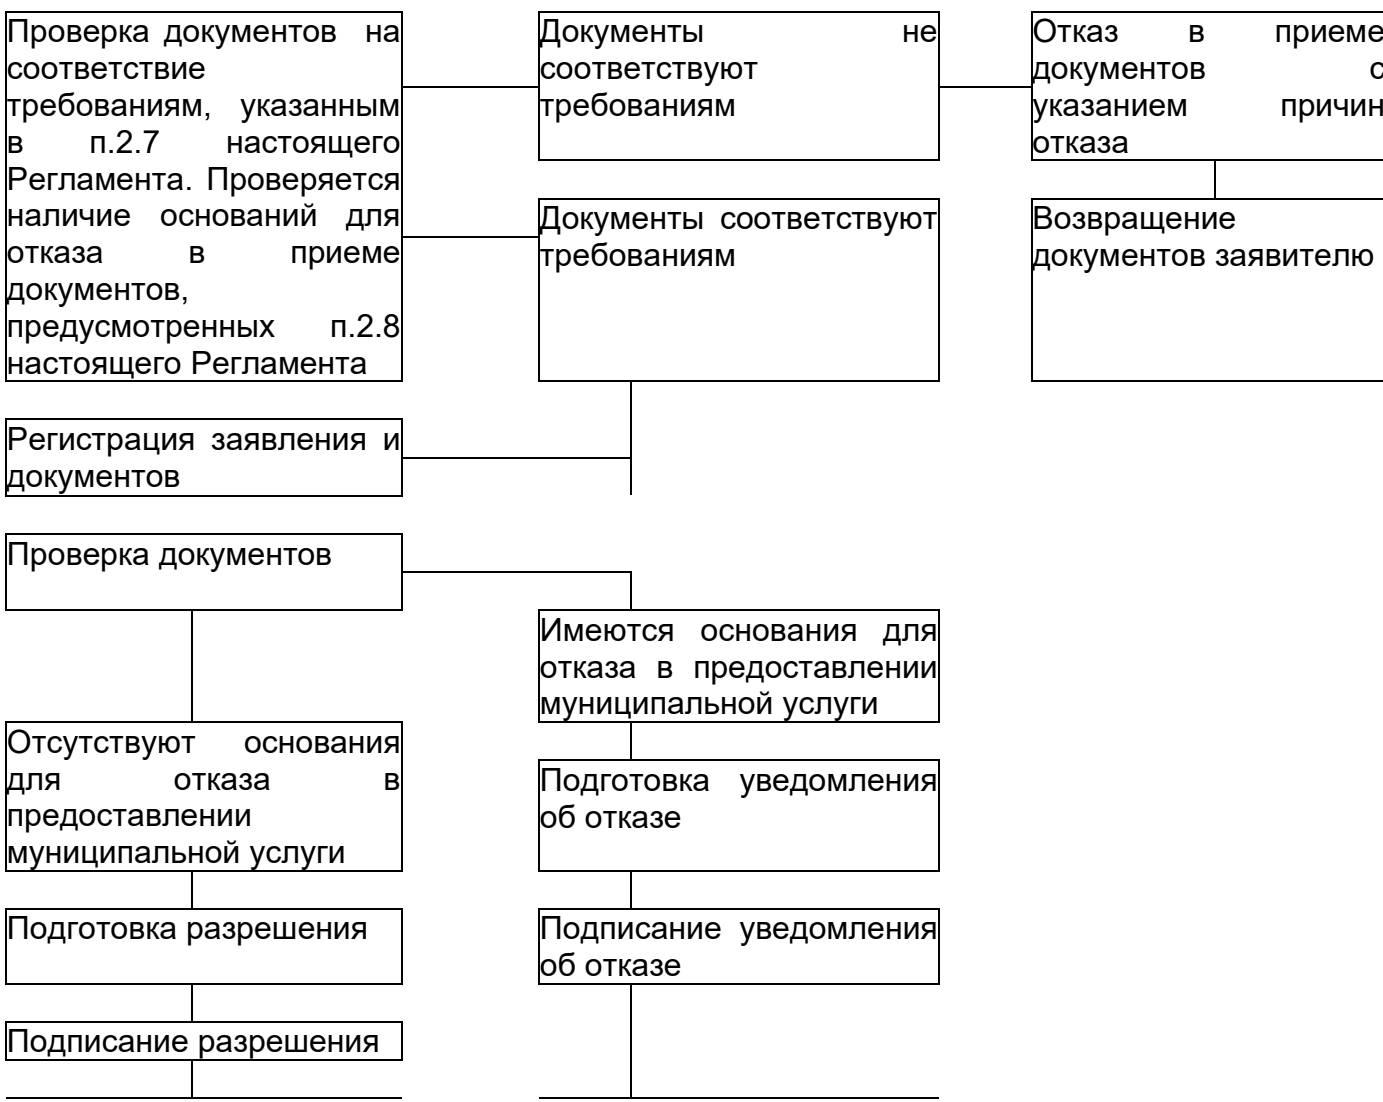 Проверка документов на
соответствие
требованиям, указанным
в п.2.7 настоящего
Регламента. Проверяется
наличие оснований для
отказа в приеме
документов,
предусмотренных п.2.8
настоящего Регламента
Документы не
соответствуют
требованиям
Отказ в приеме
документов с
указанием причин
отказа
Документы соответствуют
требованиям
Возвращение
документов заявителю
Регистрация заявления и
документов
Проверка документов
Имеются основания для
отказа в предоставлении
муниципальной услуги
Отсутствуют основания
для отказа в
предоставлении
муниципальной услуги
Подготовка уведомления
об отказе
Подготовка разрешения
Подписание уведомления
об отказе
Подписание разрешения